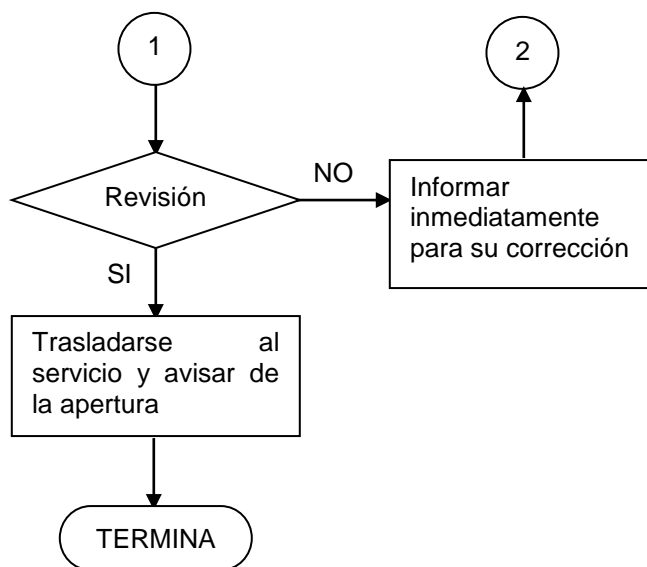 1
2
Revisión
NO
Informar
inmediatamente
para su corrección
SI
Trasladarse al
servicio y avisar de
la apertura
TERMINA